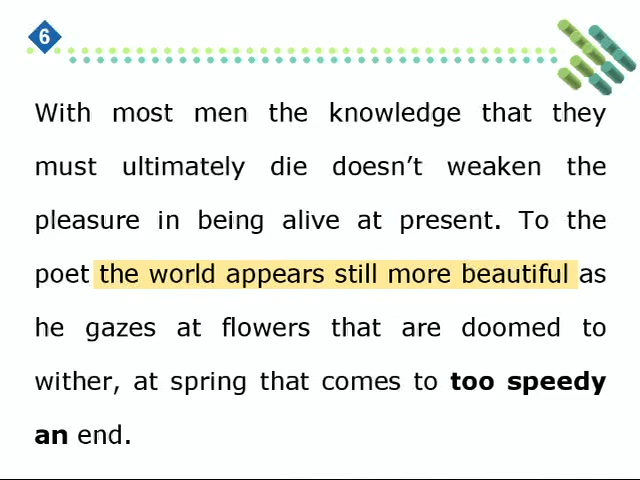 6
With most men the knowledge that they
must ultimately die doesn't weaken the
pleasure in being alive at present. To the
poet the world appears still more beautiful as
he gazes at flowers that are doomed to
wither, at spring that comes to too speedy
an end.